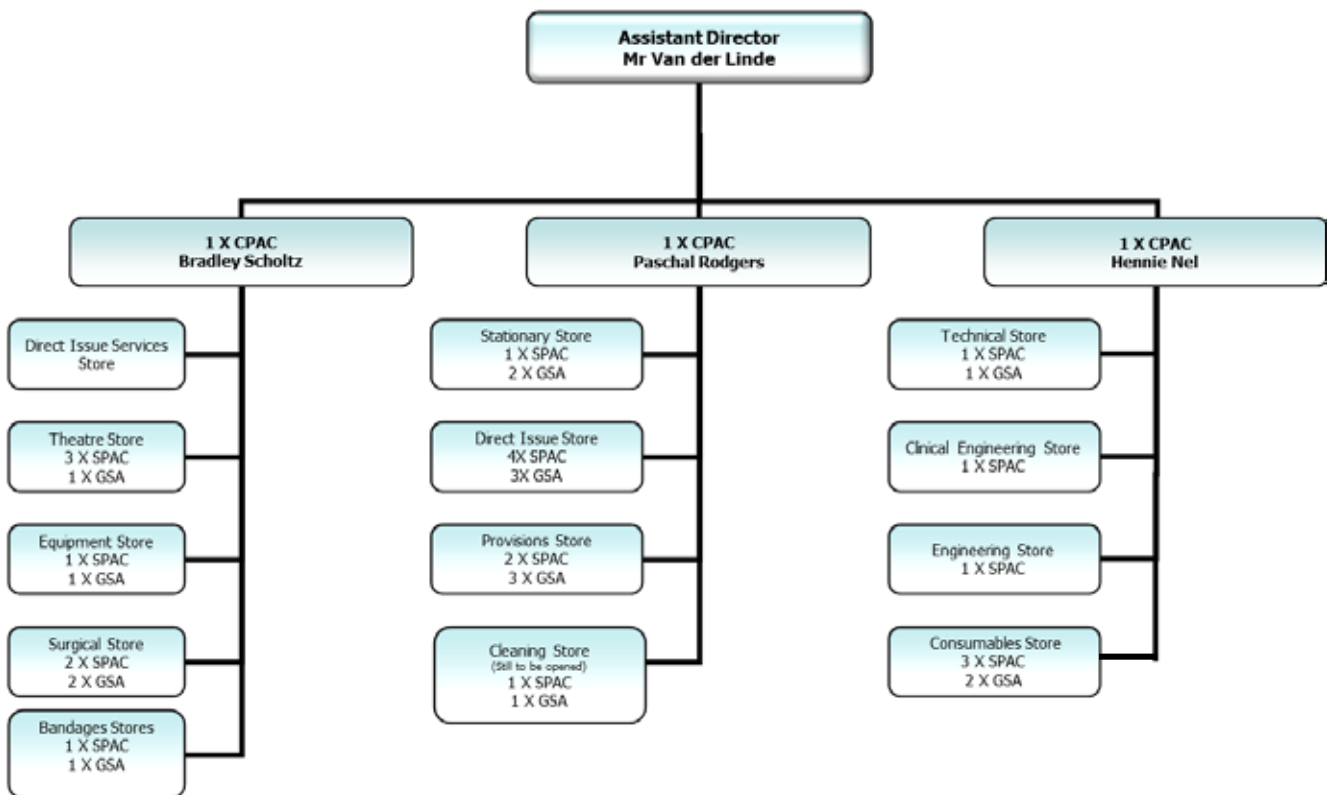 Assistant Director
Mr Van der Linde
1 X CPAC
Bradley Scholtz
Direct Issue Services
Store
Theatre Store
3 X SPAC
1 X GSA
Equipment Store
1 X SPAC
1 X GSA
Surgical Store
2 X SPAC
2 X GSA
Bandages Stores
1 X SPAC
1 X GSA
1 X CPAC
Paschal Rodgers
Stationary Store
1 X SPAC
2 X GSA
Direct Issue Store
4X SPAC
3X GSA
Provisions Store
2 X SPAC
3 X GSA
Cleaning Store
(Still to be opened)
1 X SPAC
1 X GSA
1 X CPAC
Hennie Nel
Technical Store
1 X SPAC
1 X GSA
Clinical Engineering Store
1 X SPAC
Engineering Store
1 X SPAC
Consumables Store
3 X SPAC
2 X GSA